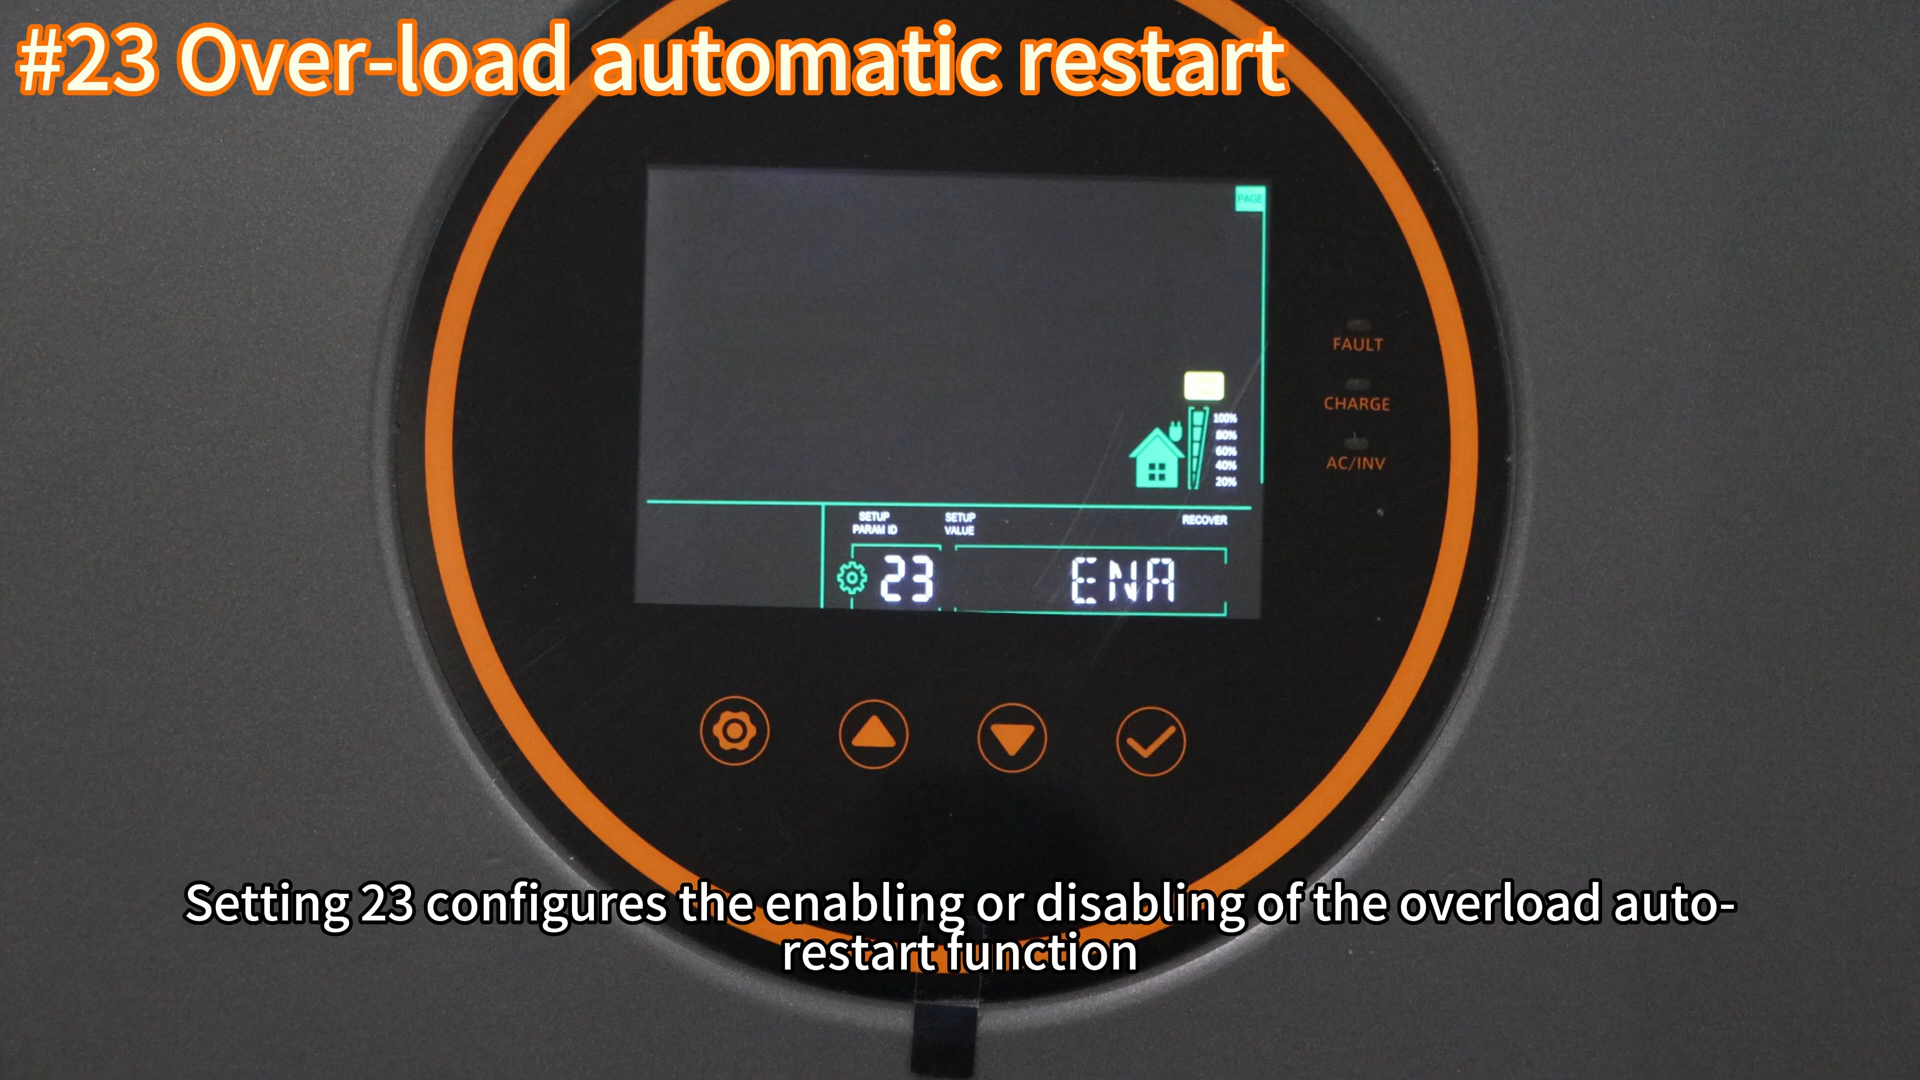 #23 Over-load automatic restart
PAGE
FAULT
100%
CHARGE
80%
60%
40%
AC/INV
20%
SETUP PARAM ID
SETUP VALUE
RECOVER
23
ENA
Setting 23 configures the enabling or disabling of the overload auto-
restart function